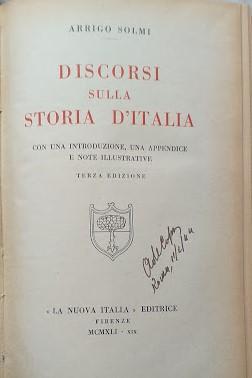 ARRIGO SOLMI
DISCORSI
SULLA
STORIA D'ITALIA
CON UNA INTRODUZIONE, UNA APPENDICE
E NOTE ILLUSTRATIVE
TERZA EDIZIONE
Roma,
« LA NUOVA ITALIA » EDITRICE
FIRENZE
MCMXLI - XIX